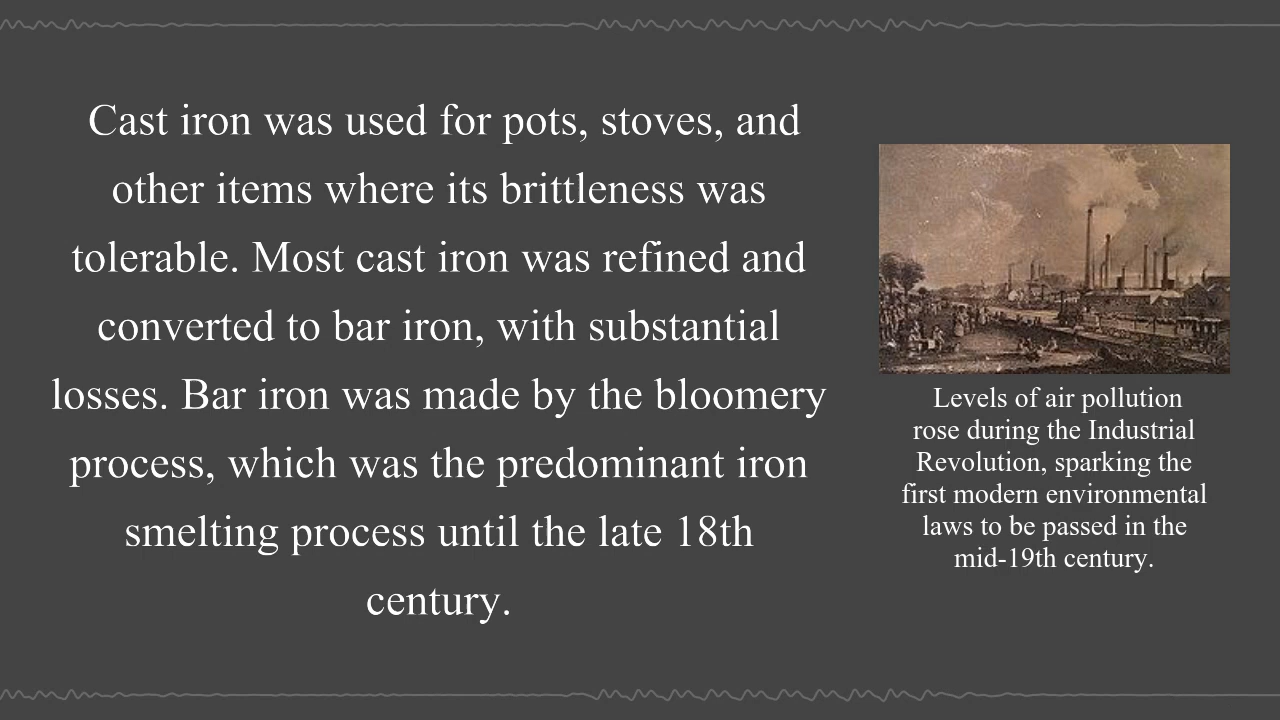 Cast iron was used for pots, stoves, and
other items where its brittleness was
tolerable. Most cast iron was refined and
converted to bar iron, with substantial
losses. Bar iron was made by the bloomery
process, which was the predominant iron
smelting process until the late 18th
century.
Levels of air pollution
rose during the Industrial
Revolution, sparking the
first modern environmental
laws to be passed in the
mid-19th century.